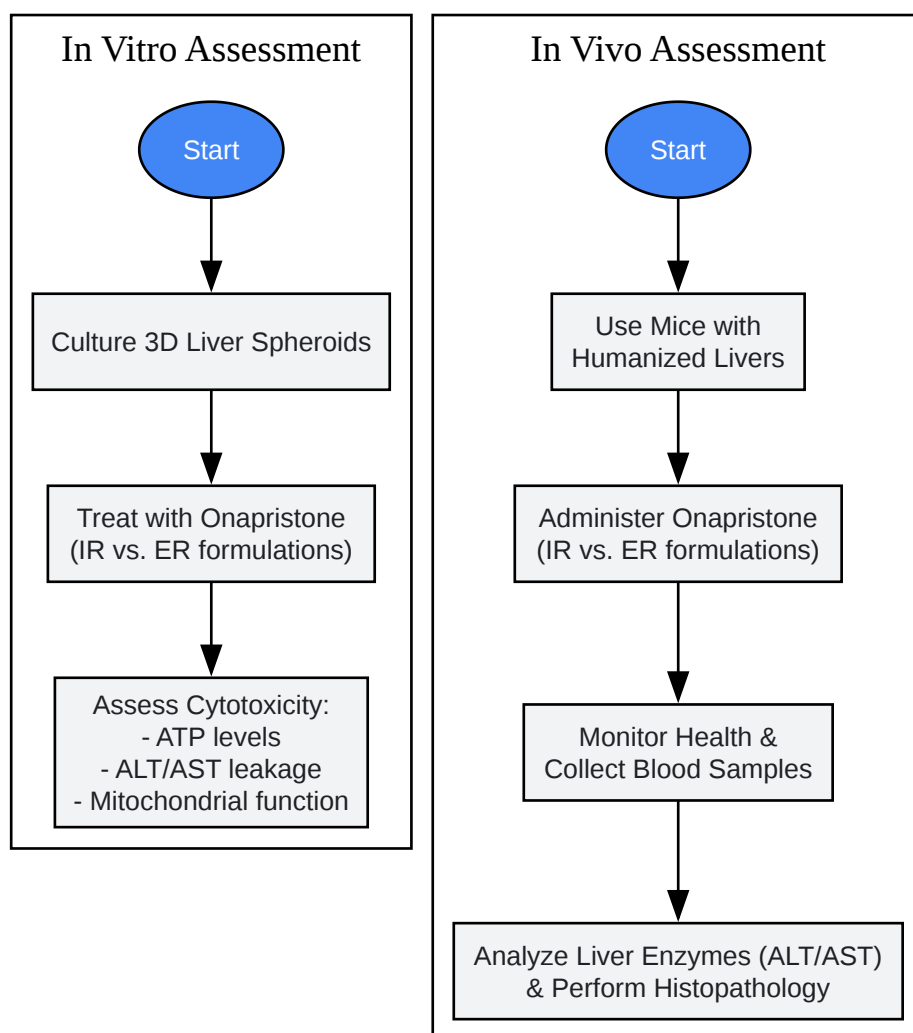 In Vitro Assessment
Start
Culture 3D Liver Spheroids
Treat with Onapristone
(IR vs. ER formulations)
Assess Cytotoxicity:
- ATP levels
- ALT/AST leakage
- Mitochondrial function
In Vivo Assessment
Start
Use Mice with
Humanized Livers
Administer Onapristone
(IR vs. ER formulations)
Monitor Health &
Collect Blood Samples
Analyze Liver Enzymes (ALT/AST)
& Perform Histopathology